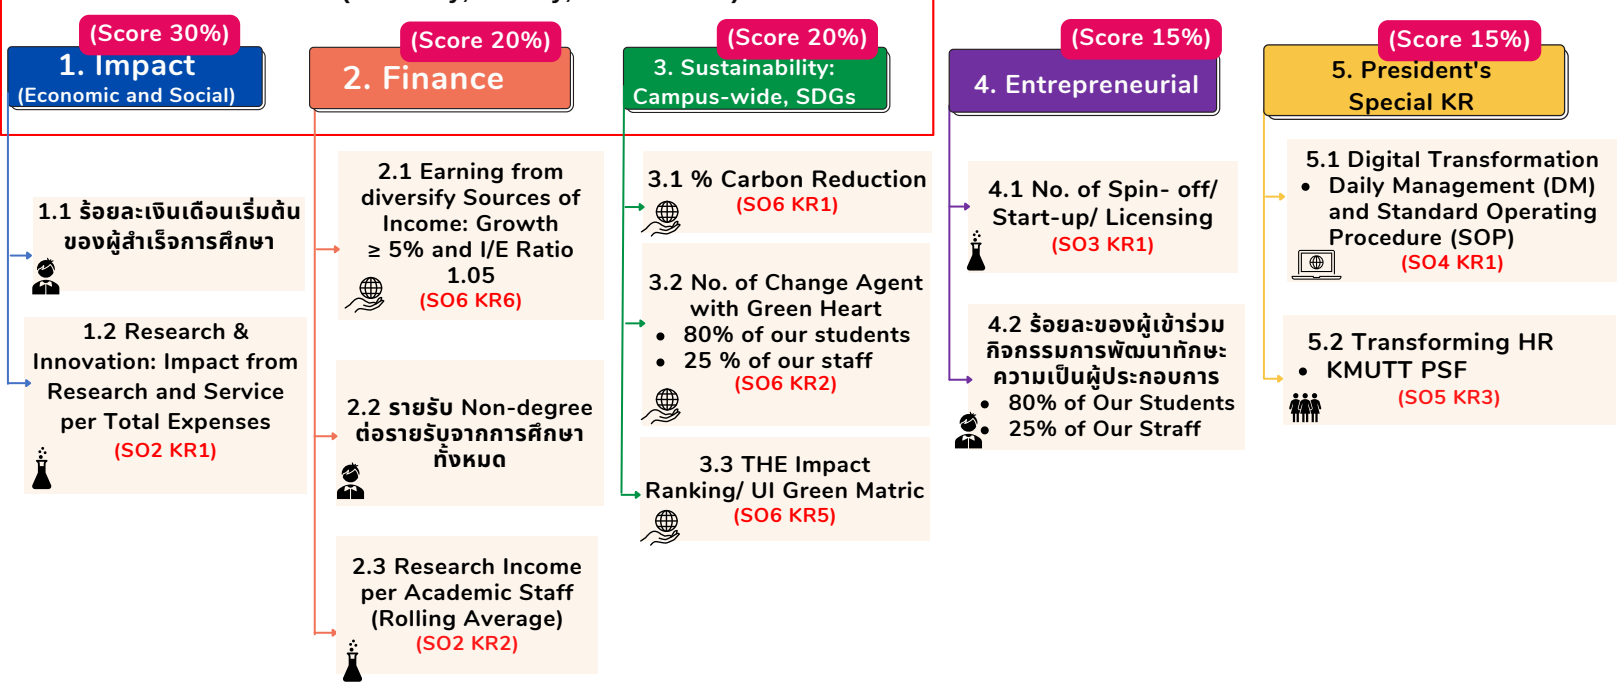 (Score 30%)
1. Impact
(Economic and Social)
1.1 ร้อยละเงินเดือนเริ่มต้น
ของผู้สำเร็จการศึกษา
1.2 Research &
Innovation: Impact from
Research and Service
per Total Expenses
(SO2 KR1)
(Score 20%)
2. Finance
2.1 Earning from
diversify Sources of
Income: Growth
≥ 5% and I/E Ratio
1.05
(SO6 KR6)
2.2 รายรับ Non-degree
ต่อรายรับจากการศึกษา
ทั้งหมด
2.3 Research Income
per Academic Staff
(Rolling Average)
(SO2 KR2)
(Score 20%)
3. Sustainability:
Campus-wide, SDGs
3.1 % Carbon Reduction
(SO6 KR1)
3.2 No. of Change Agent
with Green Heart
• 80% of our students
• 25 % of our staff
(SO6 KR2)
3.3 THE Impact
Ranking/ UI Green Matric
(SO6 KR5)
(Score 15%)
4. Entrepreneurial
4.1 No. of Spin- off/
Start-up/ Licensing
(SO3 KR1)
4.2 ร้อยละของผู้เข้าร่วม
กิจกรรมการพัฒนาทักษะ
ความเป็นผู้ประกอบการ
• 80% of Our Students
• 25% of Our Straff
(Score 15%)
5. President's
Special KR
5.1 Digital Transformation
• Daily Management (DM)
and Standard Operating
Procedure (SOP)
(SO4 KR1)
5.2 Transforming HR
• KMUTT PSF
(SO5 KR3)